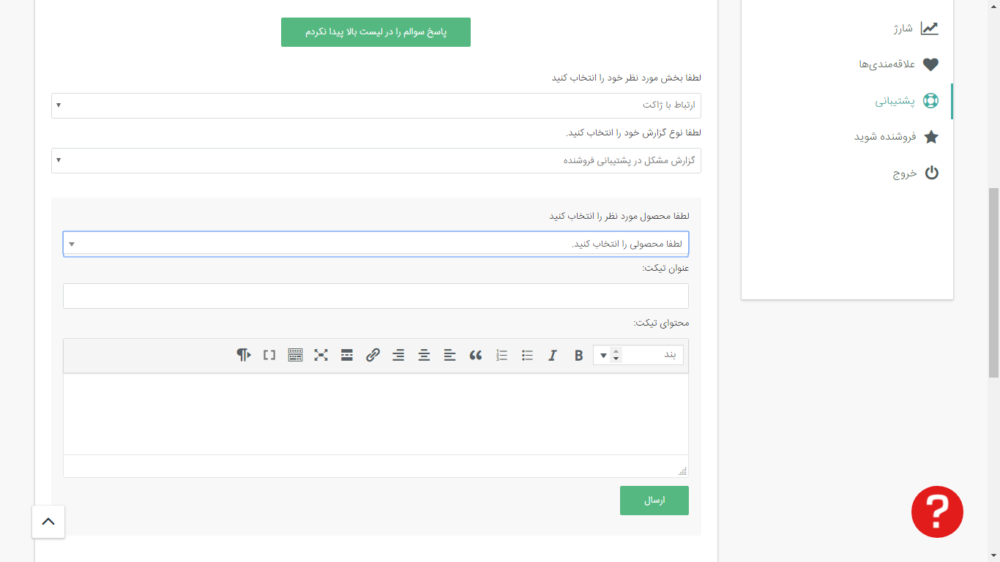 شارژ
علاقه‌مندی‌ها
پشتیبانی
فروشنده شوید
خروج
پاسخ سوالم را در لیست بالا پیدا نکردم
لطفا بخش مورد نظر خود را انتخاب کنید
ارتباط با ژاکت
لطفا نوع گزارش خود را انتخاب کنید.
گزارش مشکل در پشتیبانی فروشنده
لطفا محصول مورد نظر را انتخاب کنید
لطفا محصولی را انتخاب کنید.
عنوان تیکت:
محتوای تیکت:
بند
ارسال